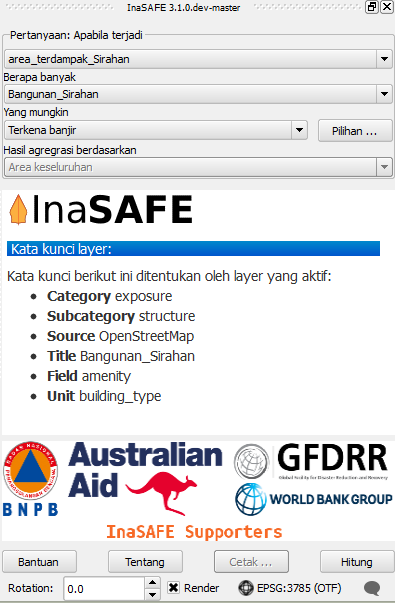 InaSAFE 3.1.0.dev-master
Pertanyaan: Apabila terjadi
area_terdampak_Sirahan
Berapa banyak
Bangunan_Sirahan
Yang mungkin
Terkena banjir
Pilihan ...
Hasil agregrasi berdasarkan
Area keseluruhan
InaSAFE
Kata kunci layer:
Kata kunci berikut ini ditentukan oleh layer yang aktif:
• Category exposure
• Subcategory structure
• Source OpenStreetMap
• Title Bangunan_Sirahan
• Field amenity
• Unit building_type
BADAN NASIONAL
PENANGGULANGAN BENCANA
BNPB
Australian
Aid
GFDRR
Global Facility for Disaster Reduction and Recovery
WORLD BANK GROUP
InaSAFE Supporters
Bantuan
Tentang
Cetak ...
Hitung
Rotation: 0.0
Render
EPSG:3785 (OTF)